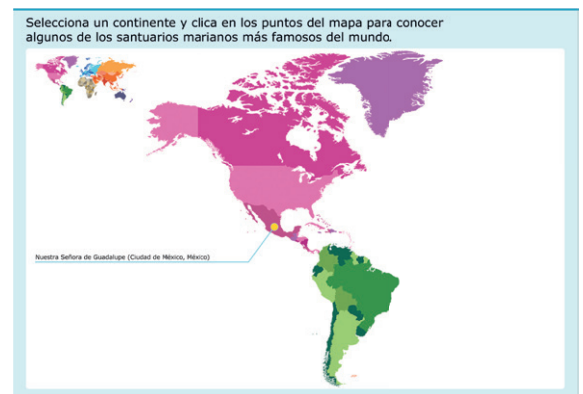 Selecciona un continente y clica en los puntos del mapa para conocer
algunos de los santuarios marianos más famosos del mundo.
Nuestra Señora de Guadalupe (Ciudad de México, México)